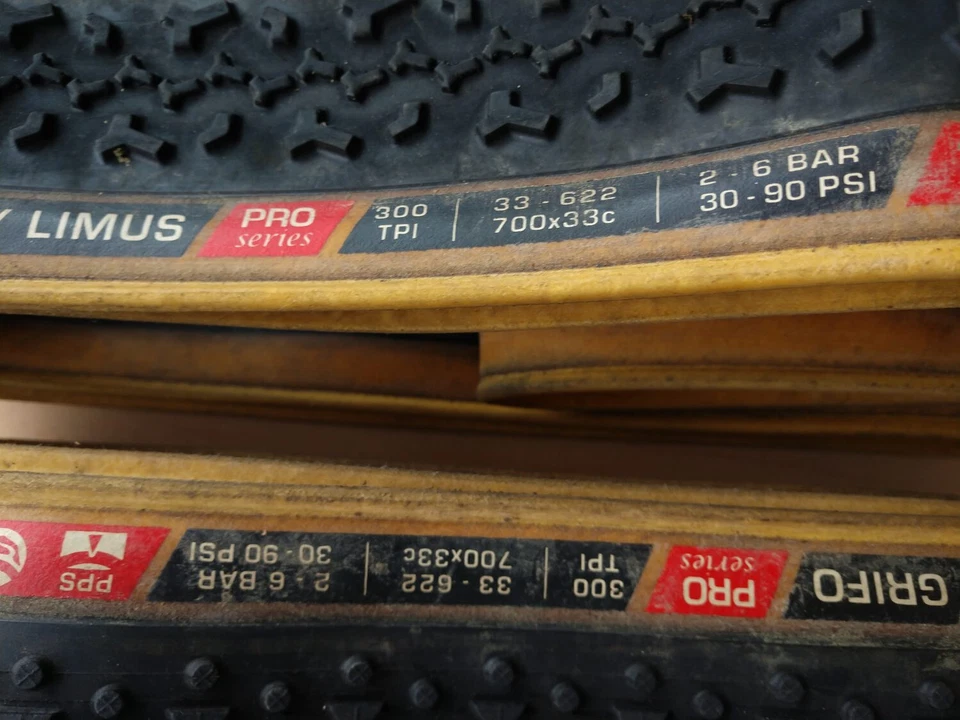 Y LIMUS
PRO
series
300
TPI
33 - 622
700x33c
2 - 6 BAR
30 - 90 PSI
GRIFO
PRO
series
300
TPI
33 - 622
700x33c
2 - 6 BAR
30 - 90 PSI
PPS